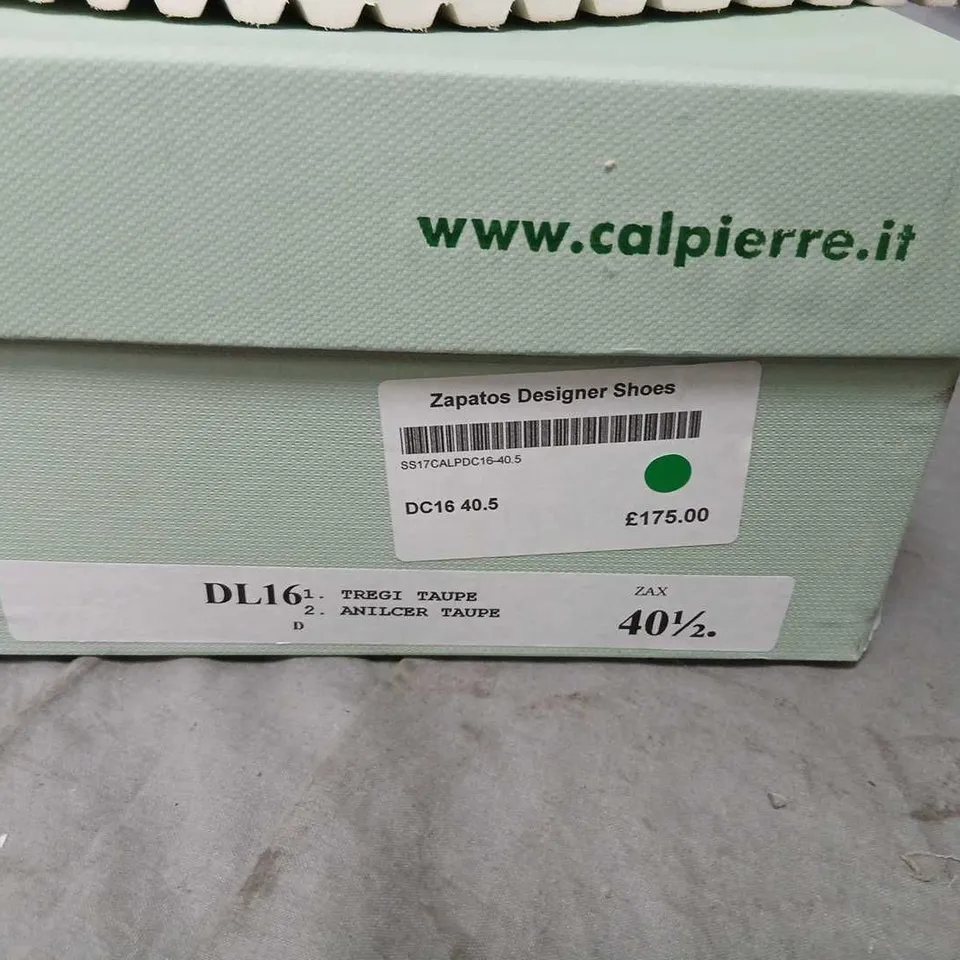 www.calpierre.it
Zapatos Designer Shoes
SS17CALPDC16-40.5
DC16 40.5
£175.00
DL16 1. TREGI TAUPE
2. ANILCER TAUPE
D
ZAX
40½.